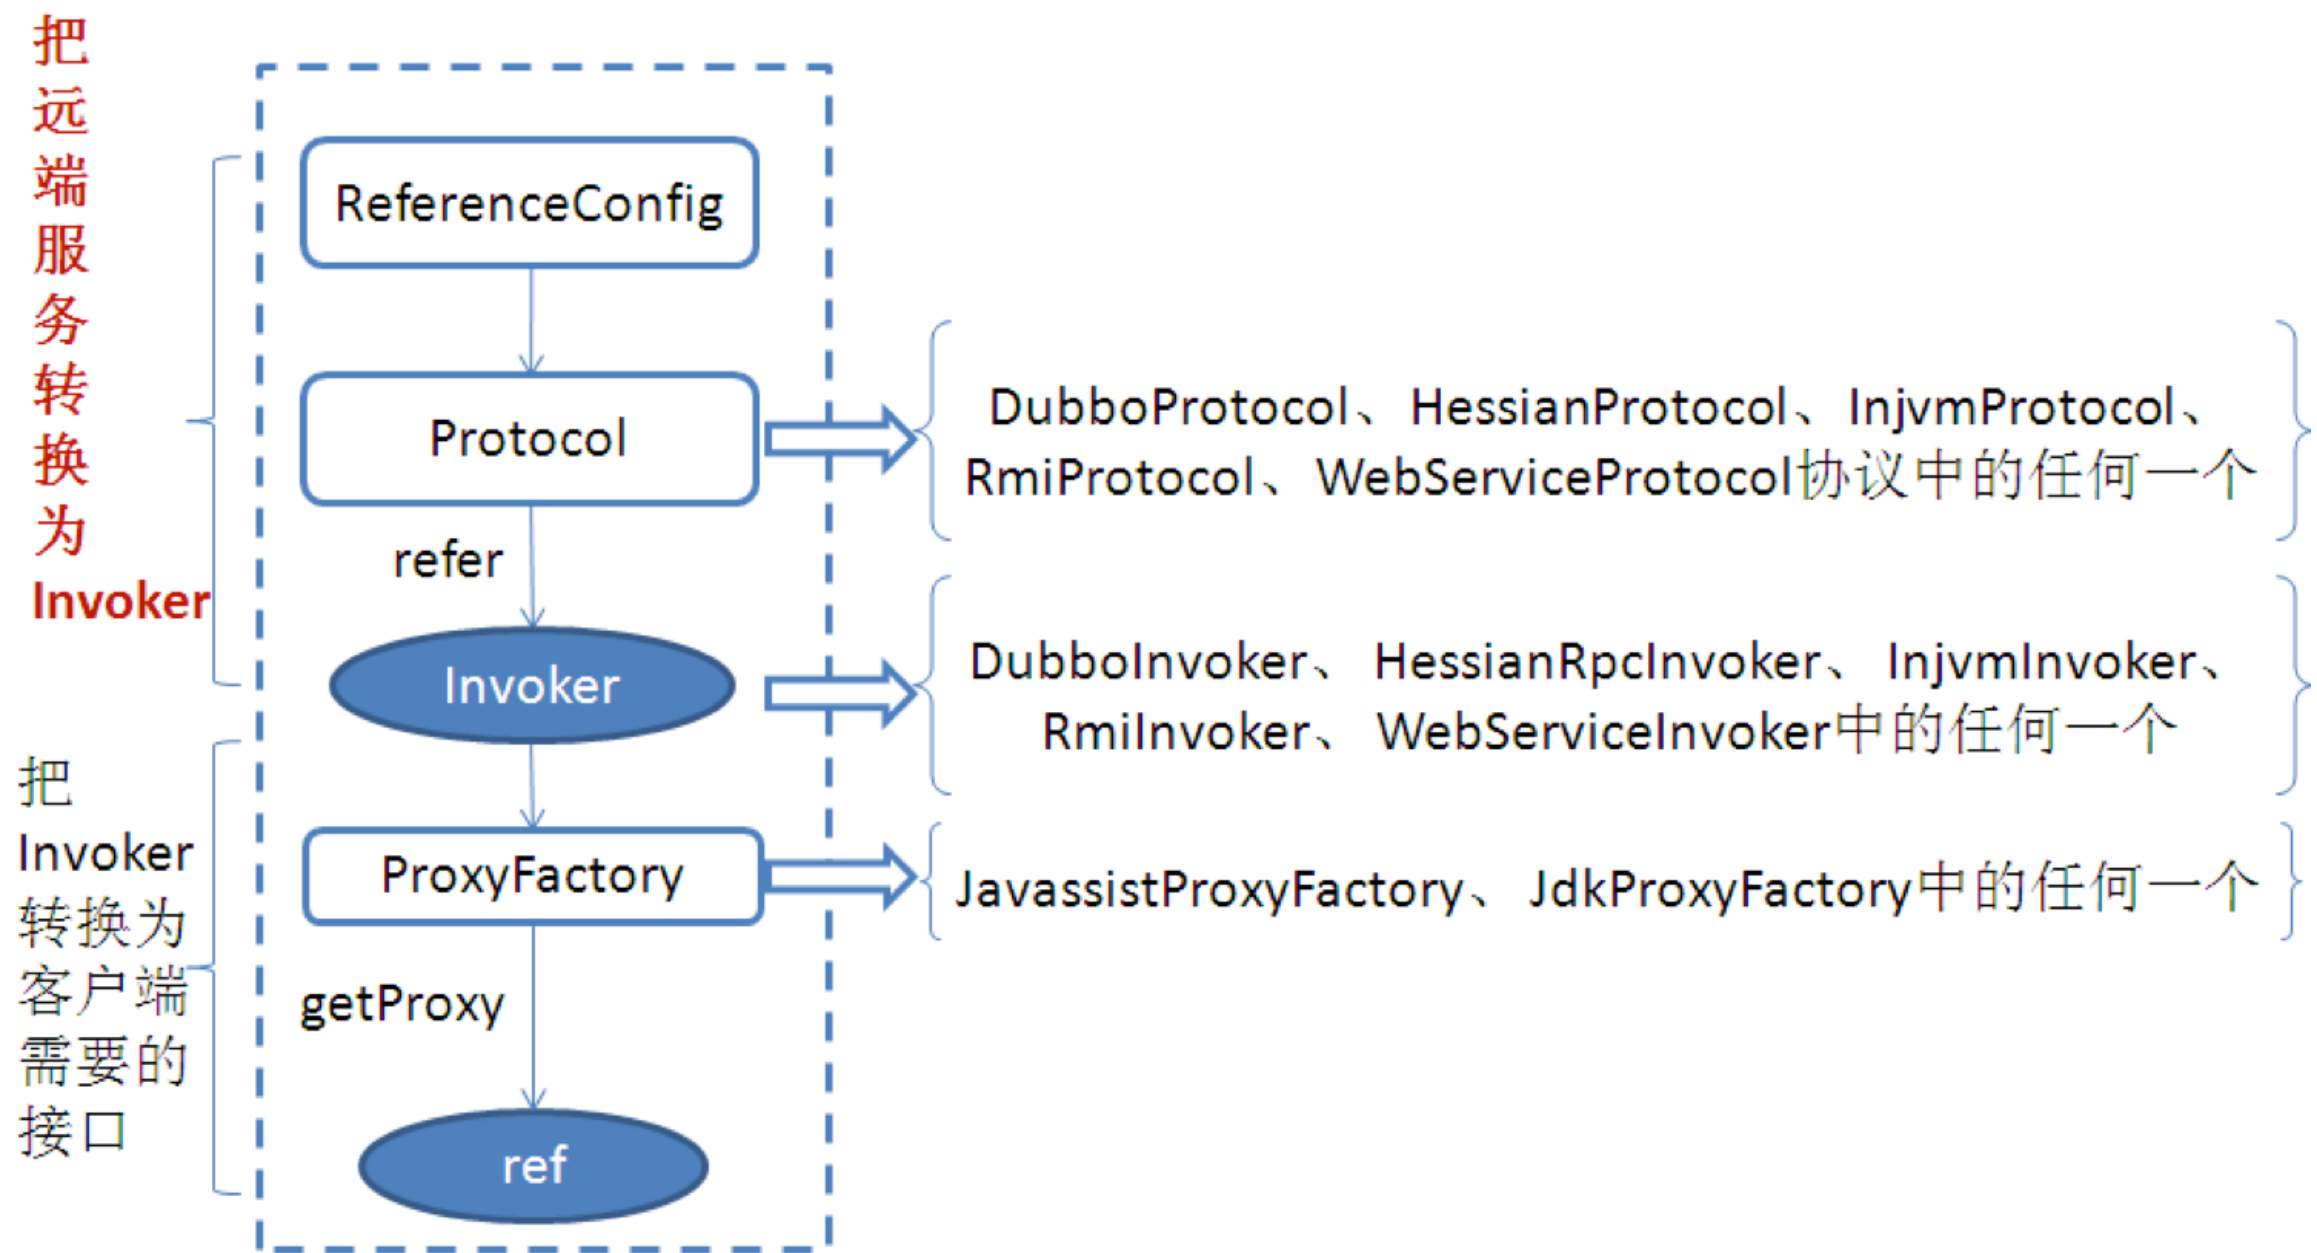 把
远
端
服
务
转
换
为
Invoker
ReferenceConfig
Protocol
DubboProtocol、HessianProtocol、InjvmProtocol、
RmiProtocol、WebServiceProtocol协议中的任何一个
refer
Invoker
DubboInvoker、 HessianRpcInvoker、 InjvmInvoker、
RmiInvoker、 WebServiceInvoker中的任何一个
把
Invoker
转换为
客户端
需要的
接口
ProxyFactory
JavassistProxyFactory、 JdkProxyFactory中的任何一个
getProxy
ref